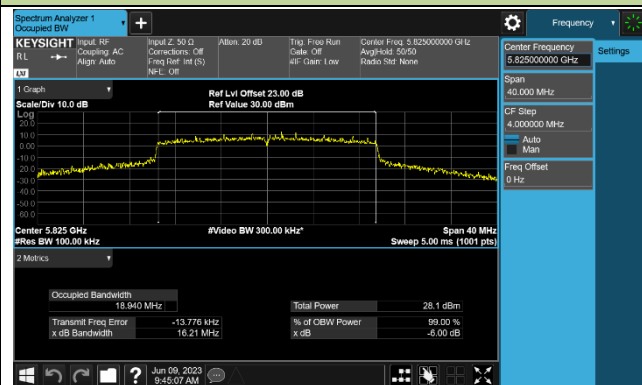 Spectrum Analyzer 1
Occupied BW
Frequency
KEYSIGHT
RL
LXI
Input: RF
Coupling: AC
Align: Auto
Input Z: 50 Ω
Corrections: Off
Freq Ref: Int (S)
NFE: Off
Atten: 20 dB
Trig: Free Run
Gate: Off
#IF Gain: Low
Center Freq: 5.825000000 GHz
Avg|Hold: 50/50
Radio Std: None
Center Frequency
5.825000000 GHz
Settings
Span
40.000 MHz
CF Step
4.000000 MHz
Auto
Man
Freq Offset
0 Hz
1 Graph
Scale/Div 10.0 dB
Ref Lvl Offset 23.00 dB
Ref Value 30.00 dBm
Log
20.0
10.0
0.00
-10.0
-20.0
-30.0
-40.0
-50.0
-60.0
Center 5.825 GHz
#Video BW 300.00 kHz*
Span 40 MHz
#Res BW 100.00 kHz
Sweep 5.00 ms (1001 pts)
2 Metrics
Occupied Bandwidth
18.940 MHz
Total Power
28.1 dBm
Transmit Freq Error
-13.776 kHz
% of OBW Power
99.00 %
x dB Bandwidth
16.21 MHz
x dB
-6.00 dB
Jun 09, 2023
9:45:07 AM